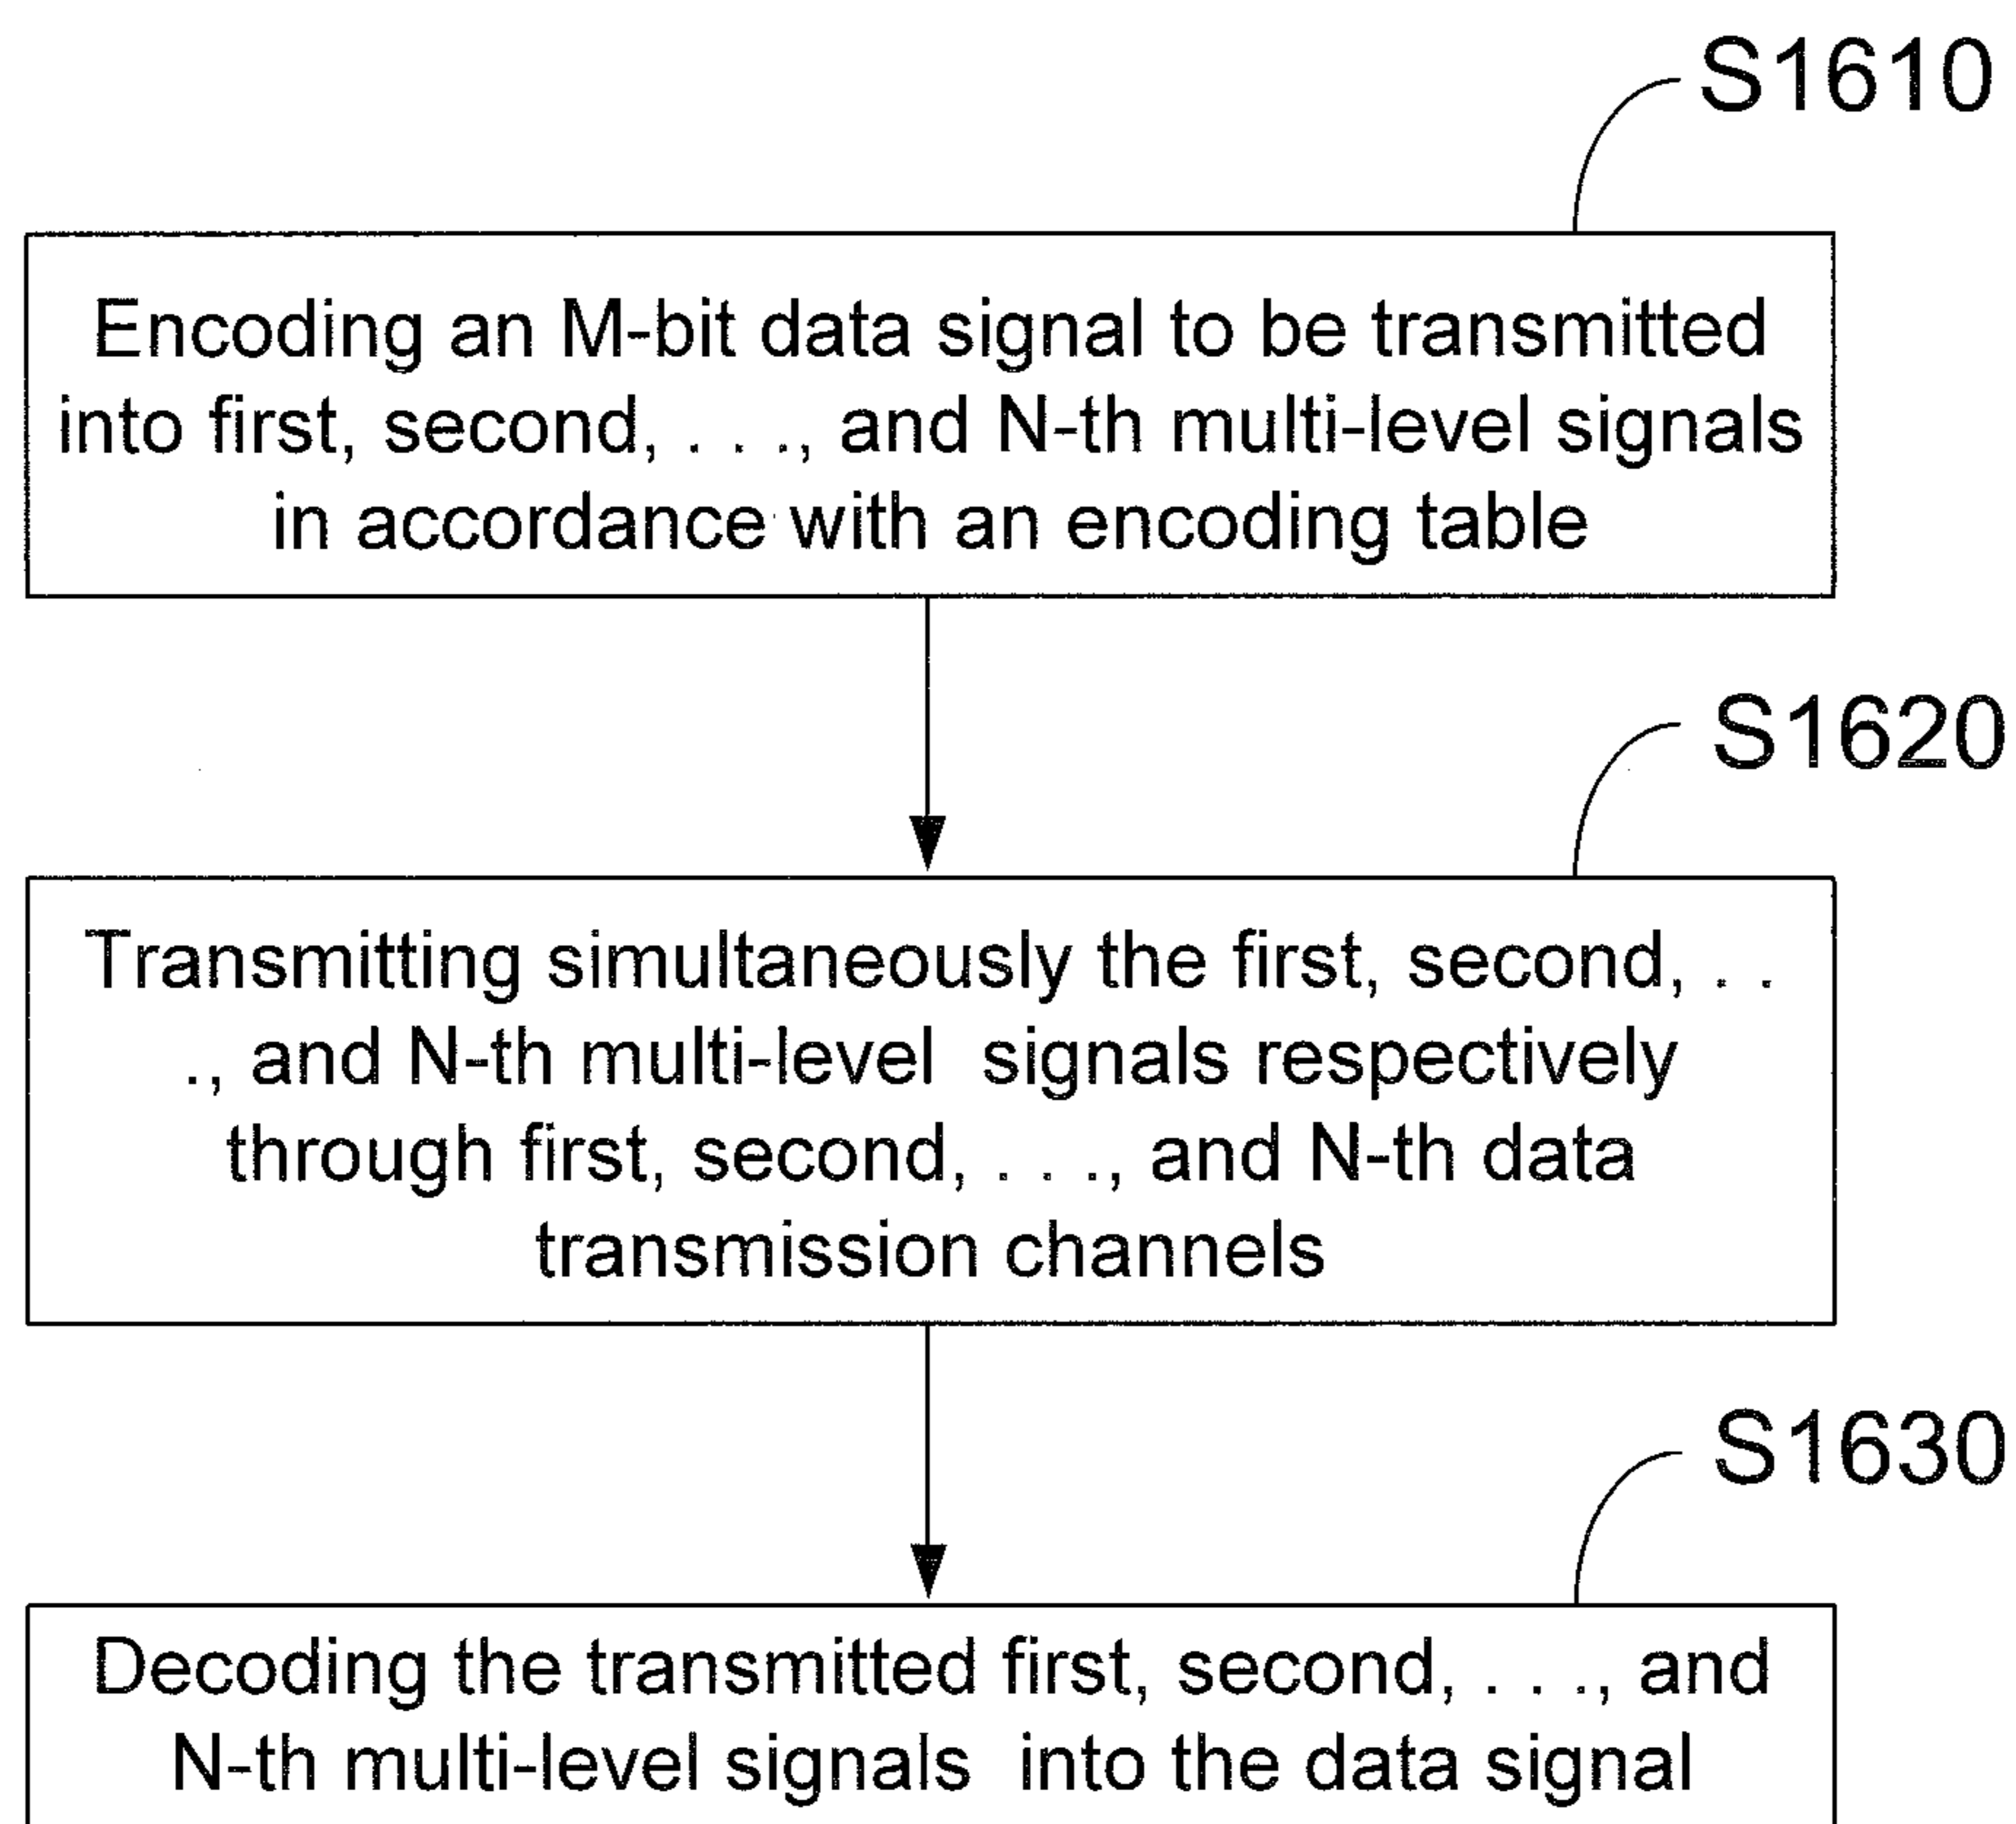 S1610
Encoding an M-bit data signal to be transmitted
into first, second, . . ., and N-th multi-level signals
in accordance with an encoding table
S1620
Transmitting simultaneously the first, second, . .
., and N-th multi-level signals respectively
through first, second, . . ., and N-th data
transmission channels
S1630
Decoding the transmitted first, second, . . ., and
N-th multi-level signals into the data signal